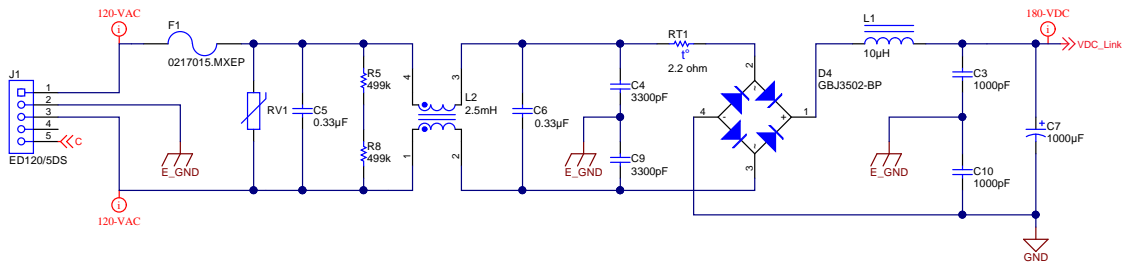 120-VAC
i
F1
0217015.MXEP
J1
1
2
3
4
5
C
ED120/5DS
E_GND
i
120-VAC
RV1
C5
0.33µF
R5
499k
R8
499k
4
3
L2
2.5mH
1
2
C6
0.33µF
C4
3300pF
E_GND
C9
3300pF
RT1
t°
2.2 ohm
2
D4
GBJ3502-BP
4
-
~
~
+
1
3
L1
10µH
180-VDC
i
VDC_Link
C3
1000pF
E_GND
C10
1000pF
+
C7
1000µF
GND